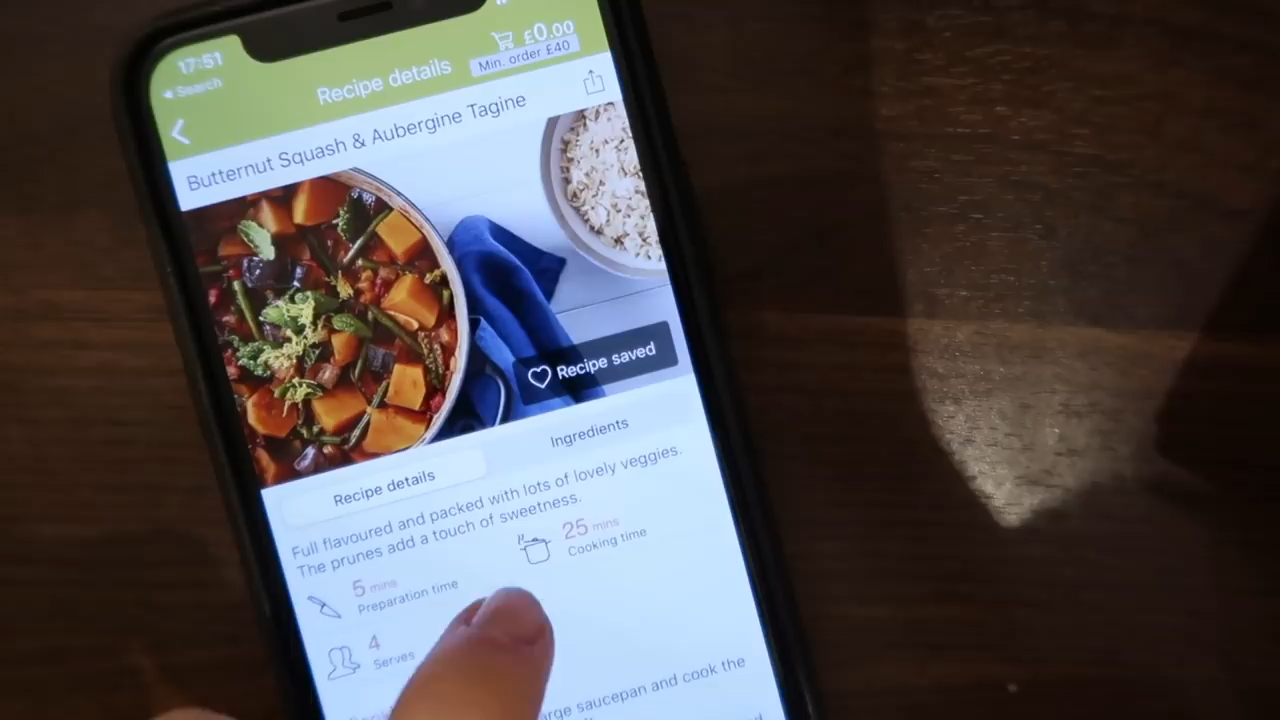 17:51
Search
£0.00
Min. order £40
Recipe details
Butternut Squash & Aubergine Tagine
Recipe saved
Recipe details
Ingredients
Full flavoured and packed with lots of lovely veggies.
The prunes add a touch of sweetness.
5 mins
Preparation time
25 mins
Cooking time
4
Serves
saucepan and cook the